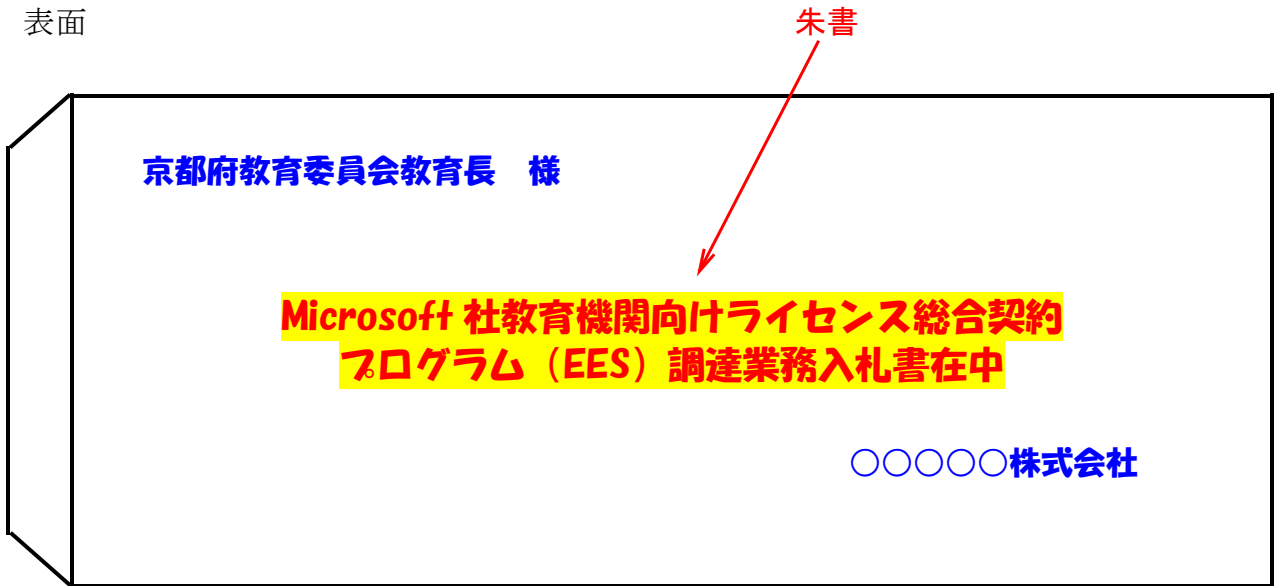 表面
朱書
京都府教育委員会教育長　様
Microsoft 社教育機関向けライセンス総合契約
プログラム（EES）調達業務入札書在中
○○○○○株式会社